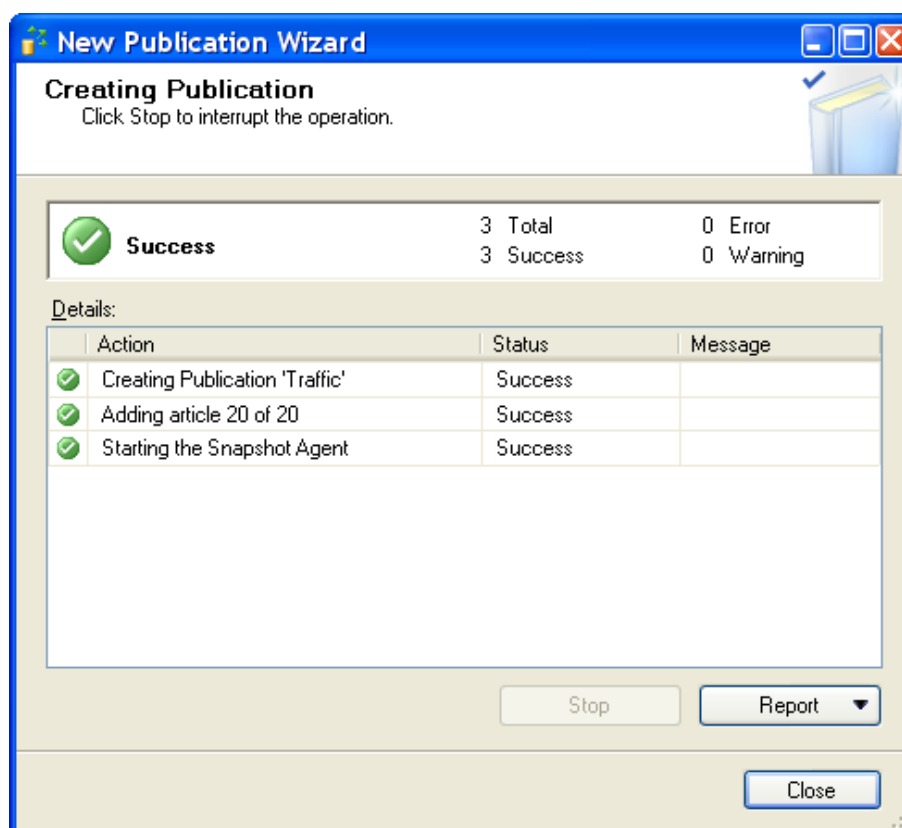 New Publication Wizard
Creating Publication
Click Stop to interrupt the operation.
Success 3 Total 0 Error
3 Success 0 Warning
Details:
Action Status Message
Creating Publication 'Traffic' Success
Adding article 20 of 20 Success
Starting the Snapshot Agent Success
Stop Report
Close